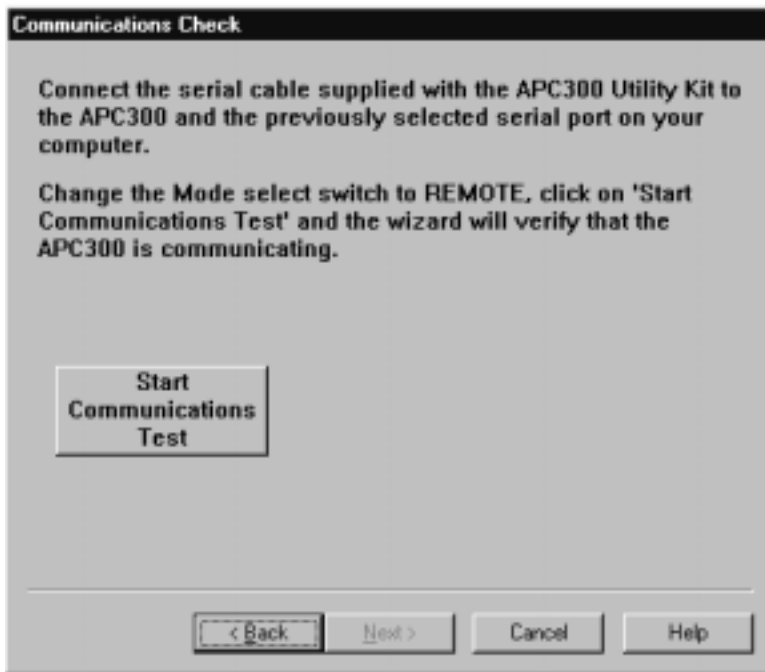 Communications Check
Connect the serial cable supplied with the APC300 Utility Kit to
the APC300 and the previously selected serial port on your
computer.
Change the Mode select switch to REMOTE, click on 'Start
Communications Test' and the wizard will verify that the
APC300 is communicating.
Start
Communications
Test
< Back
Next >
Cancel
Help